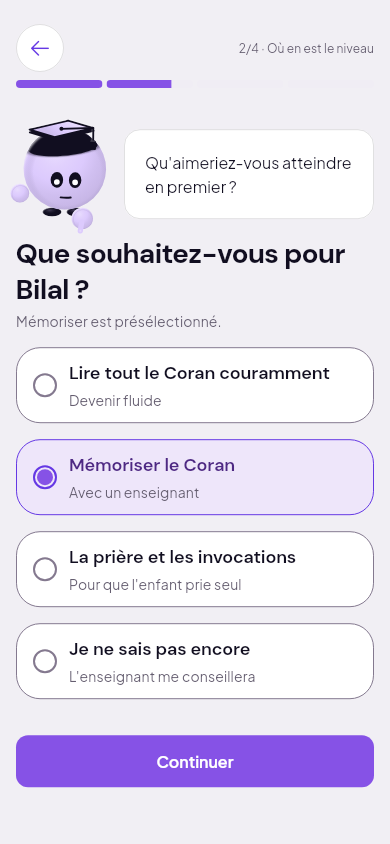 2/4 · Où en est le niveau
Qu'aimeriez-vous atteindre
en premier ?
Que souhaitez-vous pour
Bilal ?
Mémoriser est présélectionné.
Lire tout le Coran couramment
Devenir fluide
Mémoriser le Coran
Avec un enseignant
La prière et les invocations
Pour que l'enfant prie seul
Je ne sais pas encore
L'enseignant me conseillera
Continuer